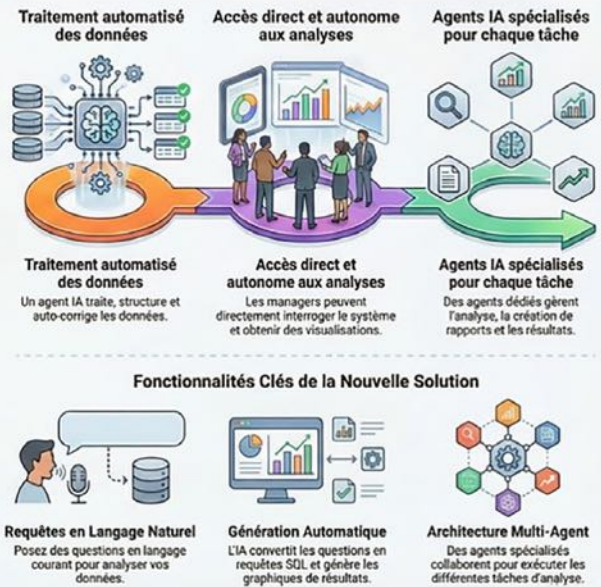 Traitement automatisé
des données
Accès direct et autonome
aux analyses
Agents IA spécialisés
pour chaque tâche
Traitement automatisé
des données
Un agent IA traite, structure et
auto-corrige les données.
Accès direct et
autonome aux analyses
Les managers peuvent
directement interroger le système
et obtenir des visualisations.
Agents IA spécialisés
pour chaque tâche
Des agents dédiés gèrent
l'analyse, la création de
rapports et les résultats.
Fonctionnalités Clés de la Nouvelle Solution
Requêtes en Langage Naturel
Posez des questions en langage
courant pour analyser vos
données.
Génération Automatique
L'IA convertit les questions en
requêtes SQL et génère les
graphiques de résultats.
Architecture Multi-Agent
Des agents spécialisés
collaborent pour exécuter les
différentes tâches d'analyse.